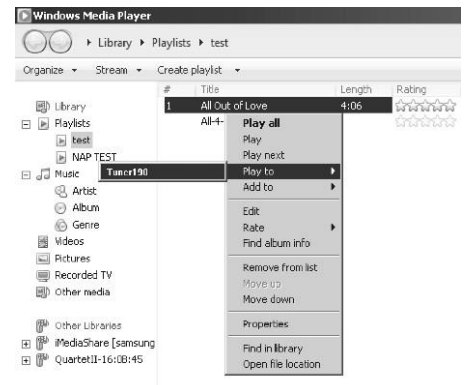 Windows Media Player
Library ▸ Playlists ▸ test
Organize Stream Create playlist
# Title Length Rating
Library
1 All Out of Love 4:06
Playlists
All-4-
test
NAP TEST
Music
Artist
Album
Genre
Videos
Pictures
Recorded TV
Other media
Other Libraries
iMediaShare [samsung
QuartetII-16:0B:45
Tuner190
Play all
Play
Play next
Play to
Add to
Edit
Rate
Find album info
Remove from list
Move up
Move down
Properties
Find in library
Open file location